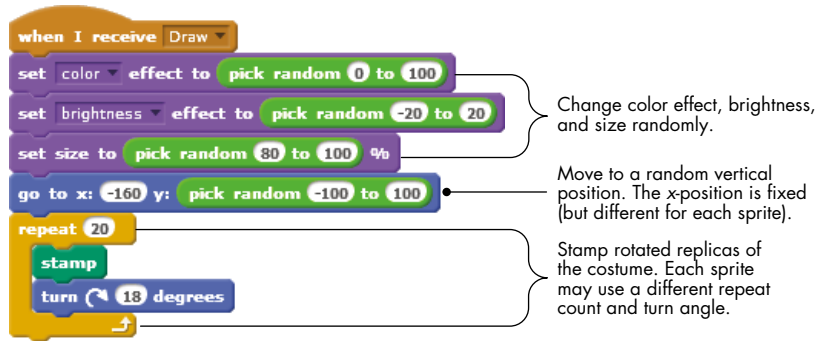 when I receive Draw
set color effect to pick random 0 to 100
set brightness effect to pick random -20 to 20
set size to pick random 80 to 100 %
go to x: -160 y: pick random -100 to 100
repeat 20
stamp
turn 18 degrees
Change color effect, brightness,
and size randomly.
Move to a random vertical
position. The x-position is fixed
(but different for each sprite).
Stamp rotated replicas of
the costume. Each sprite
may use a different repeat
count and turn angle.